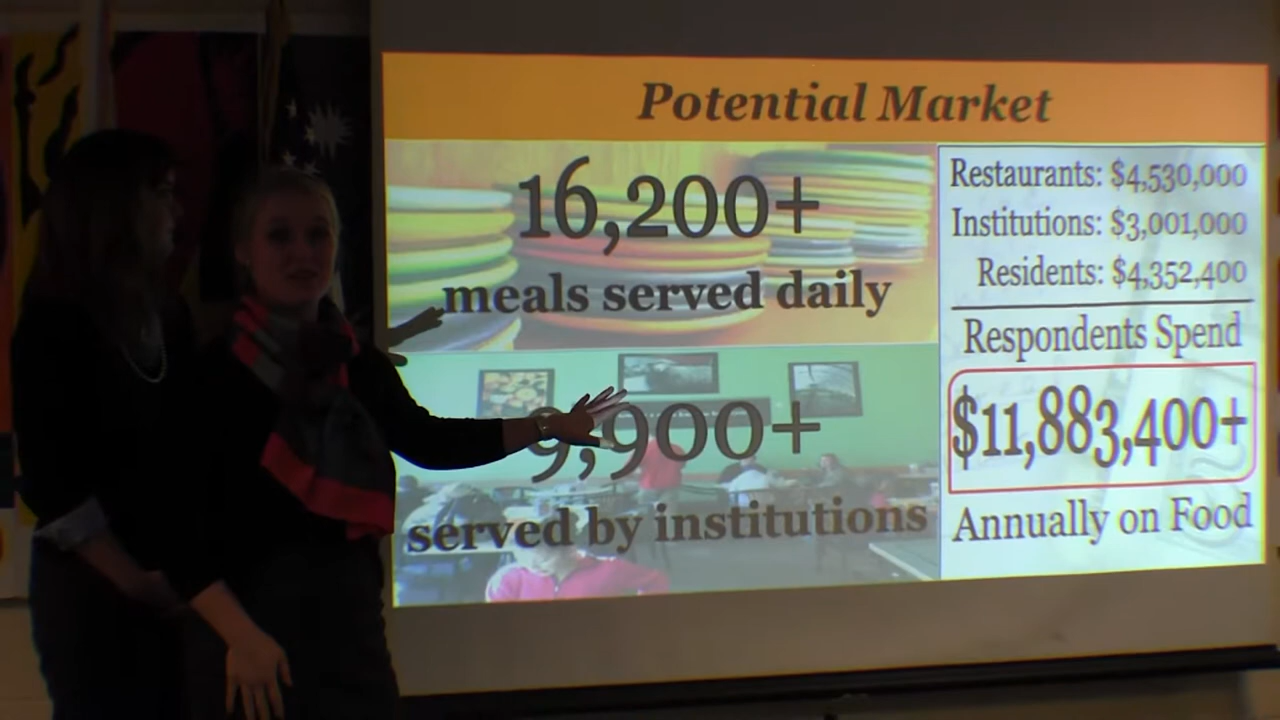 Potential Market
16,200+
meals served daily
9,900+
served by institutions
Restaurants: $4,530,000
Institutions: $3,001,000
Residents: $4,352,400
Respondents Spend
$11,883,400+
Annually on Food